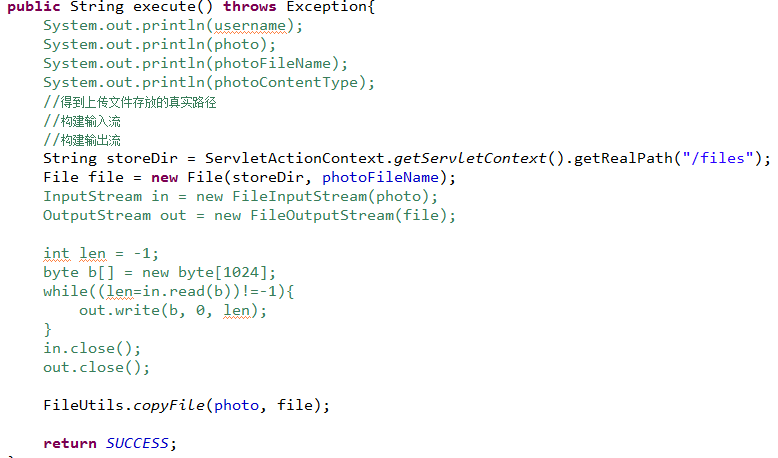 public String execute() throws Exception{
    System.out.println(username);
    System.out.println(photo);
    System.out.println(photoFileName);
    System.out.println(photoContentType);
    //得到上传文件存放的真实路径
    //构建输入流
    //构建输出流
    String storeDir = ServletActionContext.getServletContext().getRealPath("/files");
    File file = new File(storeDir, photoFileName);
    InputStream in = new FileInputStream(photo);
    OutputStream out = new FileOutputStream(file);
    int len = -1;
    byte b[] = new byte[1024];
    while((len=in.read(b))!=-1){
        out.write(b, 0, len);
    }
    in.close();
    out.close();
    FileUtils.copyFile(photo, file);
    return SUCCESS;